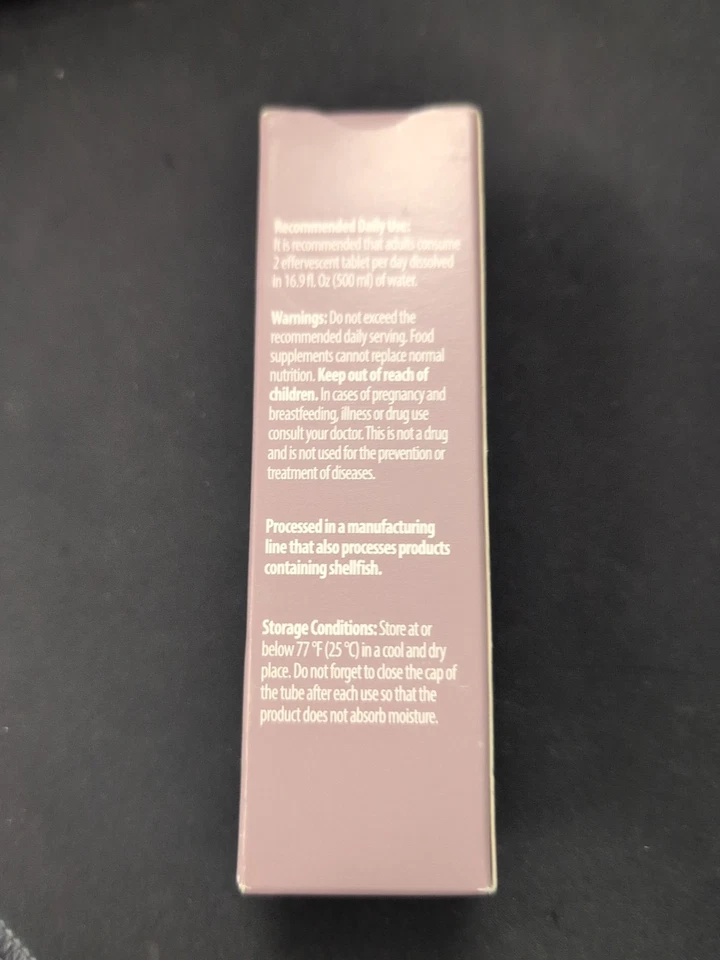 Recommended Daily Use:
It is recommended that adults consume
2 effervescent tablet per day dissolved
in 16.9 fl. Oz (500 ml) of water.
Warnings: Do not exceed the
recommended daily serving. Food
supplements cannot replace normal
nutrition. Keep out of reach of
children. In cases of pregnancy and
breastfeeding, illness or drug use
consult your doctor. This is not a drug
and is not used for the prevention or
treatment of diseases.
Processed in a manufacturing
line that also processes products
containing shellfish.
Storage Conditions: Store at or
below 77 °F (25 °C) in a cool and dry
place. Do not forget to close the cap of
the tube after each use so that the
product does not absorb moisture.